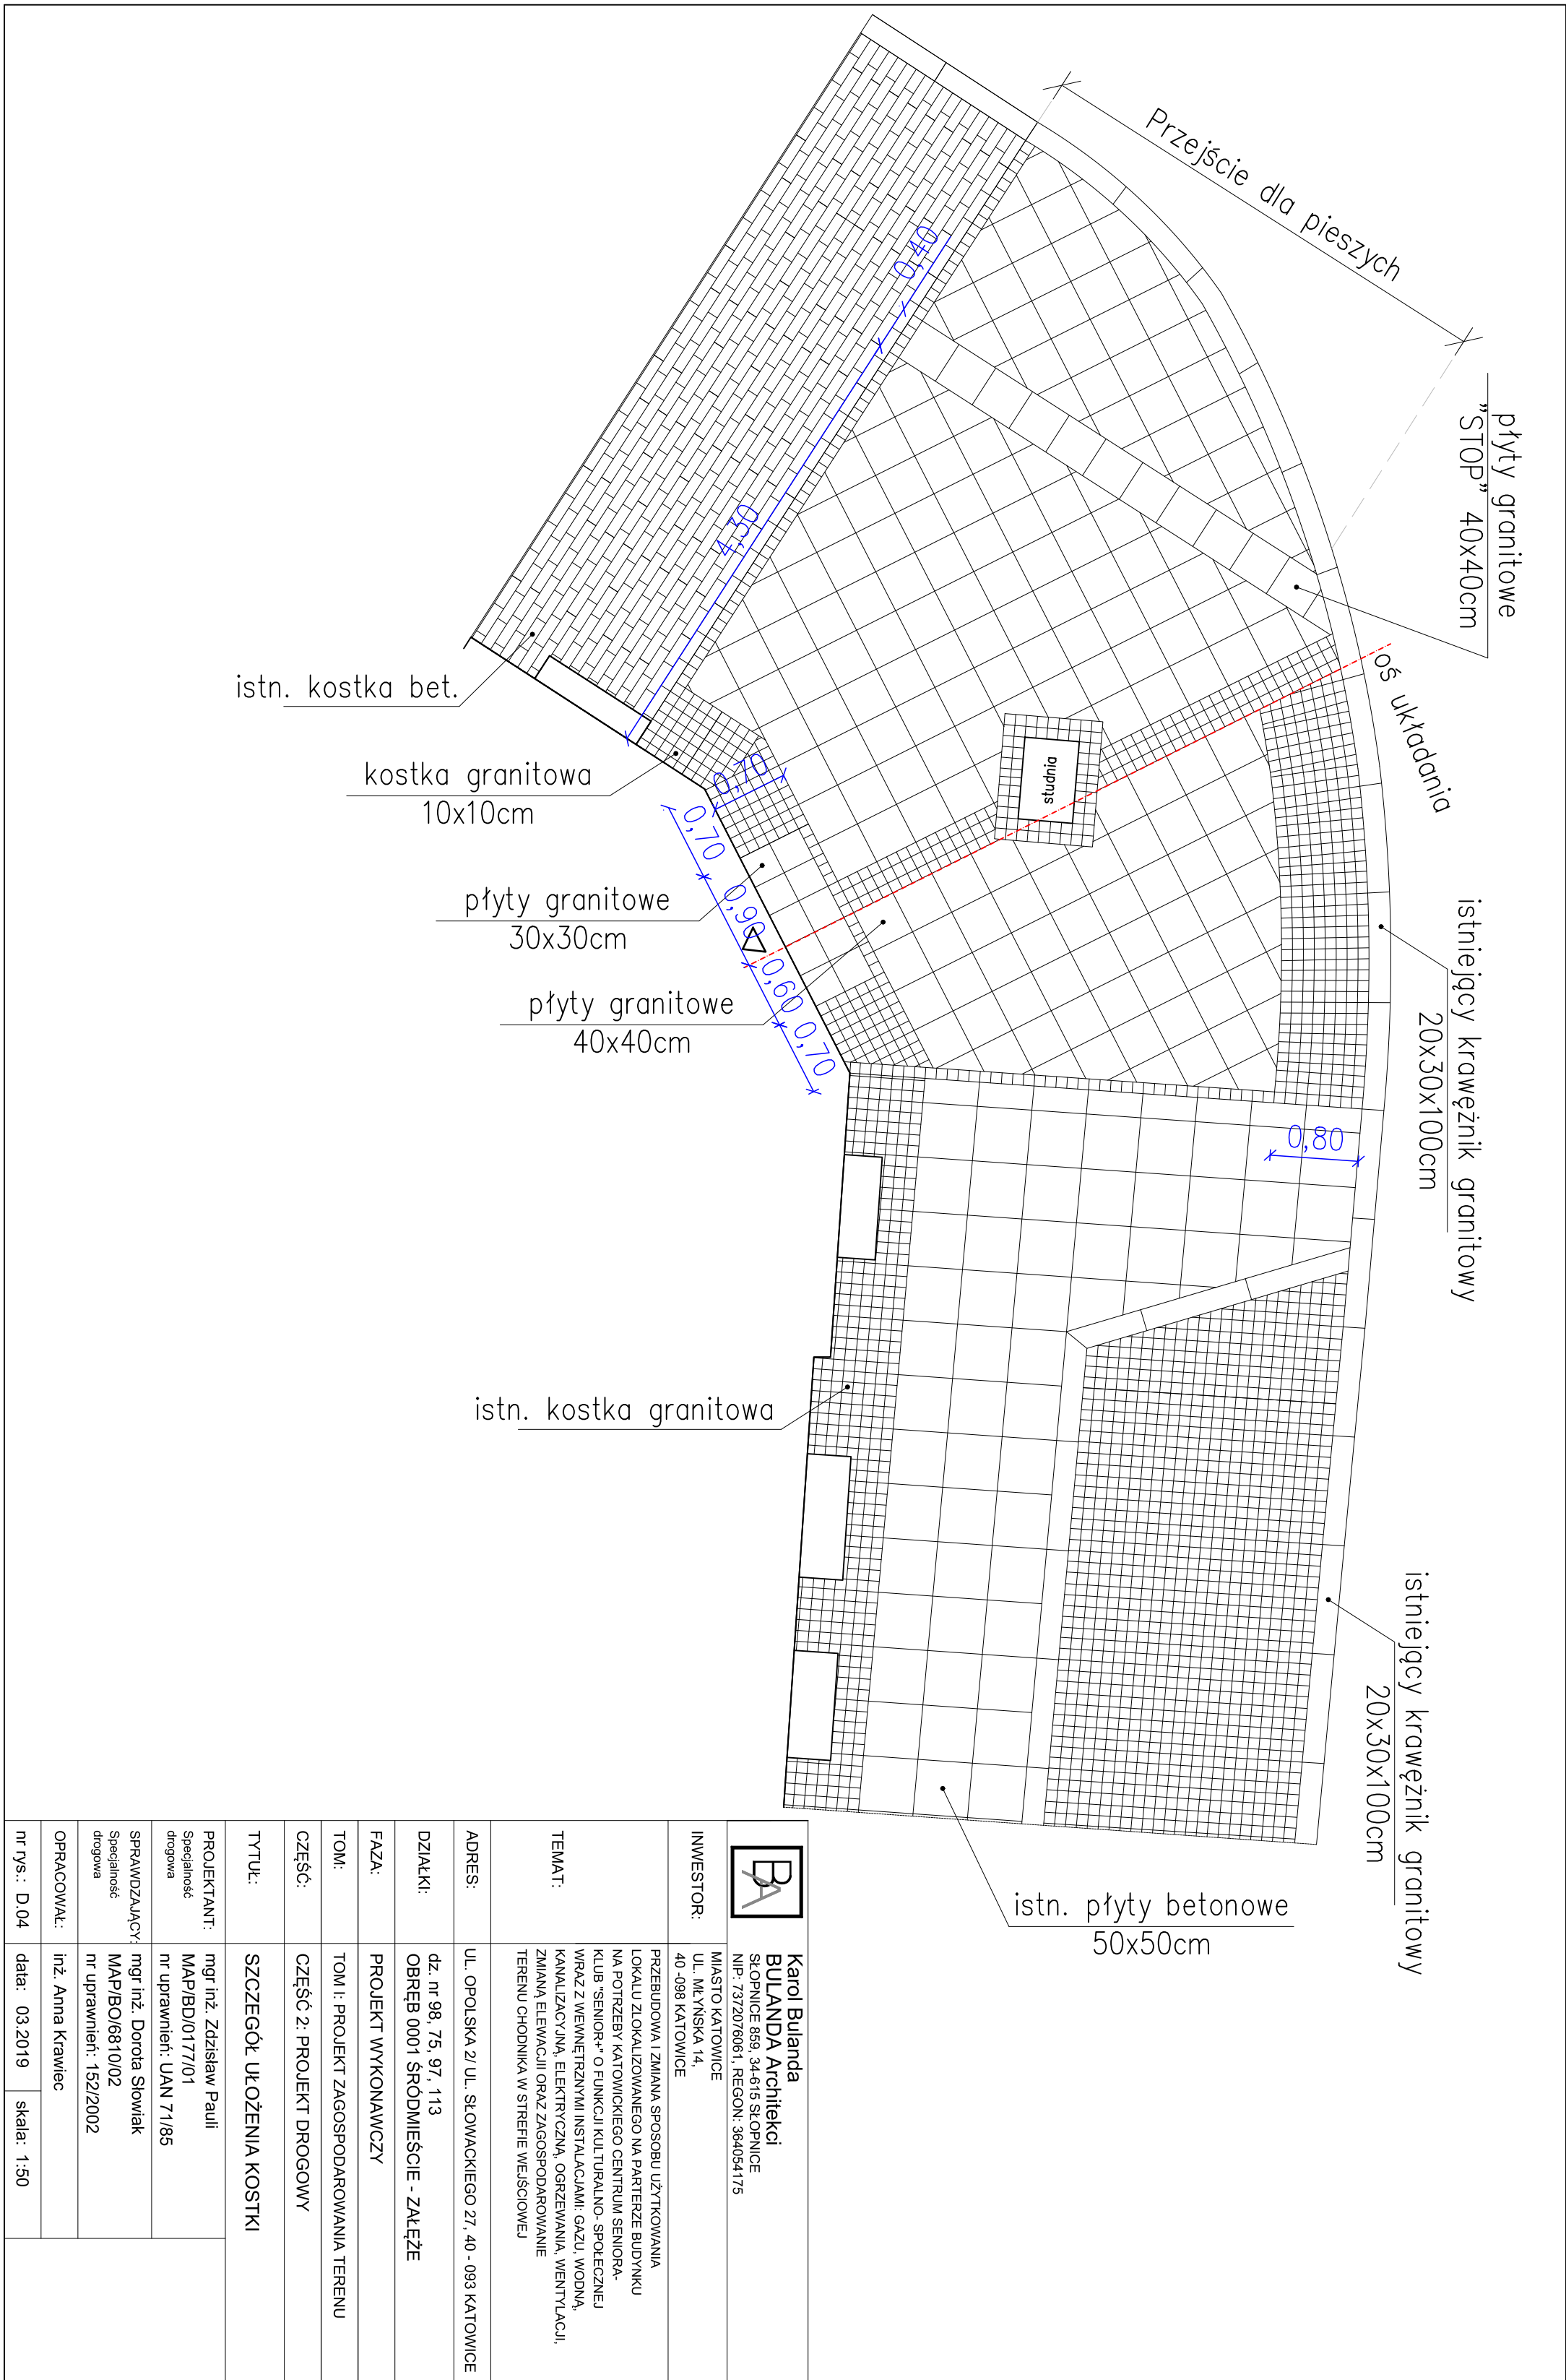 Przejście dla pieszych
płyty granitowe
"STOP" 40x40cm
oś układania
0,40
4,30
istn. kostka bet.
kostka granitowa
10x10cm
0,70
0,70
0,90
0,60
0,70
studnia
płyty granitowe
30x30cm
płyty granitowe
40x40cm
istniejący krawężnik granitowy
20x30x100cm
0,80
istn. kostka granitowa
istniejący krawężnik granitowy
20x30x100cm
istn. płyty betonowe
50x50cm
BA
Karol Bulanda
BULANDA Architekci
SŁOPNICE 859, 34-615 SŁOPNICE
NIP: 7372076061, REGON: 364054175
INWESTOR:
MIASTO KATOWICE
UL. MŁYŃSKA 14,
40 -098 KATOWICE
TEMAT:
PRZEBUDOWA I ZMIANA SPOSOBU UŻYTKOWANIA
LOKALU ZLOKALIZOWANEGO NA PARTERZE BUDYNKU
NA POTRZEBY KATOWICKIEGO CENTRUM SENIORA-
KLUB "SENIOR+" O FUNKCJI KULTURALNO- SPOŁECZNEJ
WRAZ Z WEWNĘTRZNYMI INSTALACJAMI: GAZU, WODNĄ,
KANALIZACYJNĄ, ELEKTRYCZNĄ, OGRZEWANIA, WENTYLACJI,
ZMIANĄ ELEWACJI ORAZ ZAGOSPODAROWANIE
TERENU CHODNIKA W STREFIE WEJŚCIOWEJ
ADRES:
UL. OPOLSKA 2/ UL. SŁOWACKIEGO 27, 40 - 093 KATOWICE
DZIAŁKI:
dz. nr 98, 75, 97, 113
OBRĘB 0001 ŚRÓDMIEŚCIE - ZAŁĘŻE
FAZA:
PROJEKT WYKONAWCZY
TOM:
TOM I: PROJEKT ZAGOSPODAROWANIA TERENU
CZĘŚĆ:
CZĘŚĆ 2: PROJEKT DROGOWY
TYTUŁ:
SZCZEGÓŁ UŁOŻENIA KOSTKI
PROJEKTANT:
Specjalność
drogowa
mgr inż. Zdzisław Pauli
MAP/BD/0177/01
nr uprawnień: UAN 71/85
SPRAWDZAJĄCY:
Specjalność
drogowa
mgr inż. Dorota Słowiak
MAP/BO/6810/02
nr uprawnień: 152/2002
OPRACOWAŁ:
inż. Anna Krawiec
nr rys.: D.04
data: 03.2019
skala: 1:50